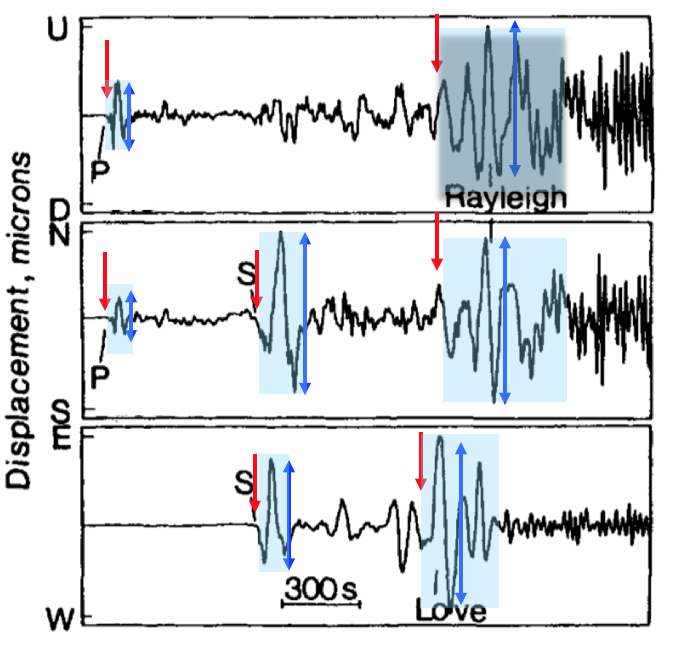 Displacement, microns
U
P
D
Rayleigh
N
S
P
S
E
S
300 s
W
Love